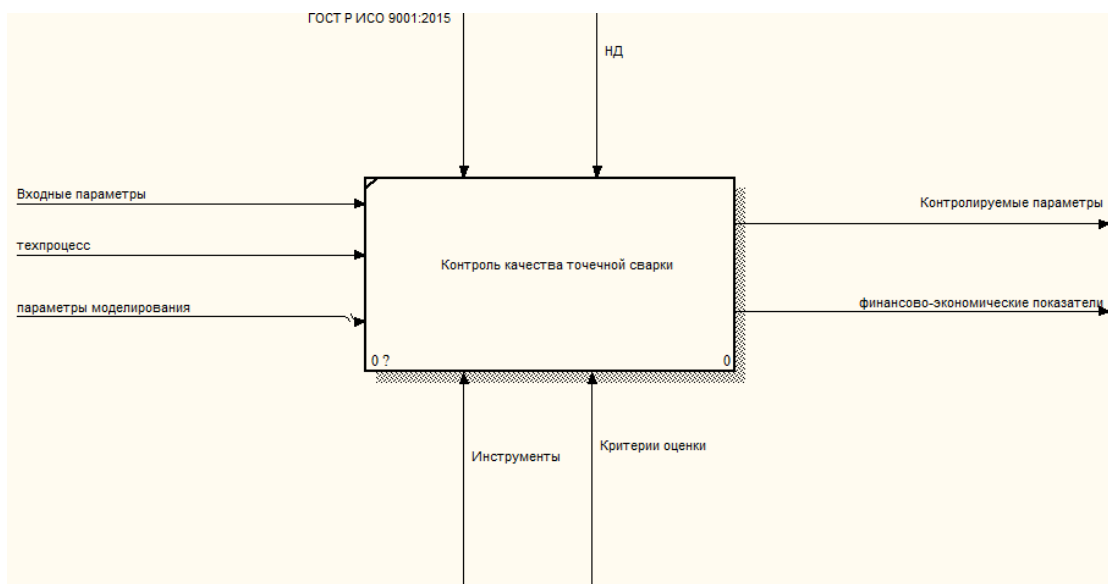 ГОСТ Р ИСО 9001:2015
НД
Входные параметры
Контролируемые параметры
техпроцесс
Контроль качества точечной сварки
параметры моделирования
финансово-экономические показатели
0 ?
0
Критерии оценки
Инструменты